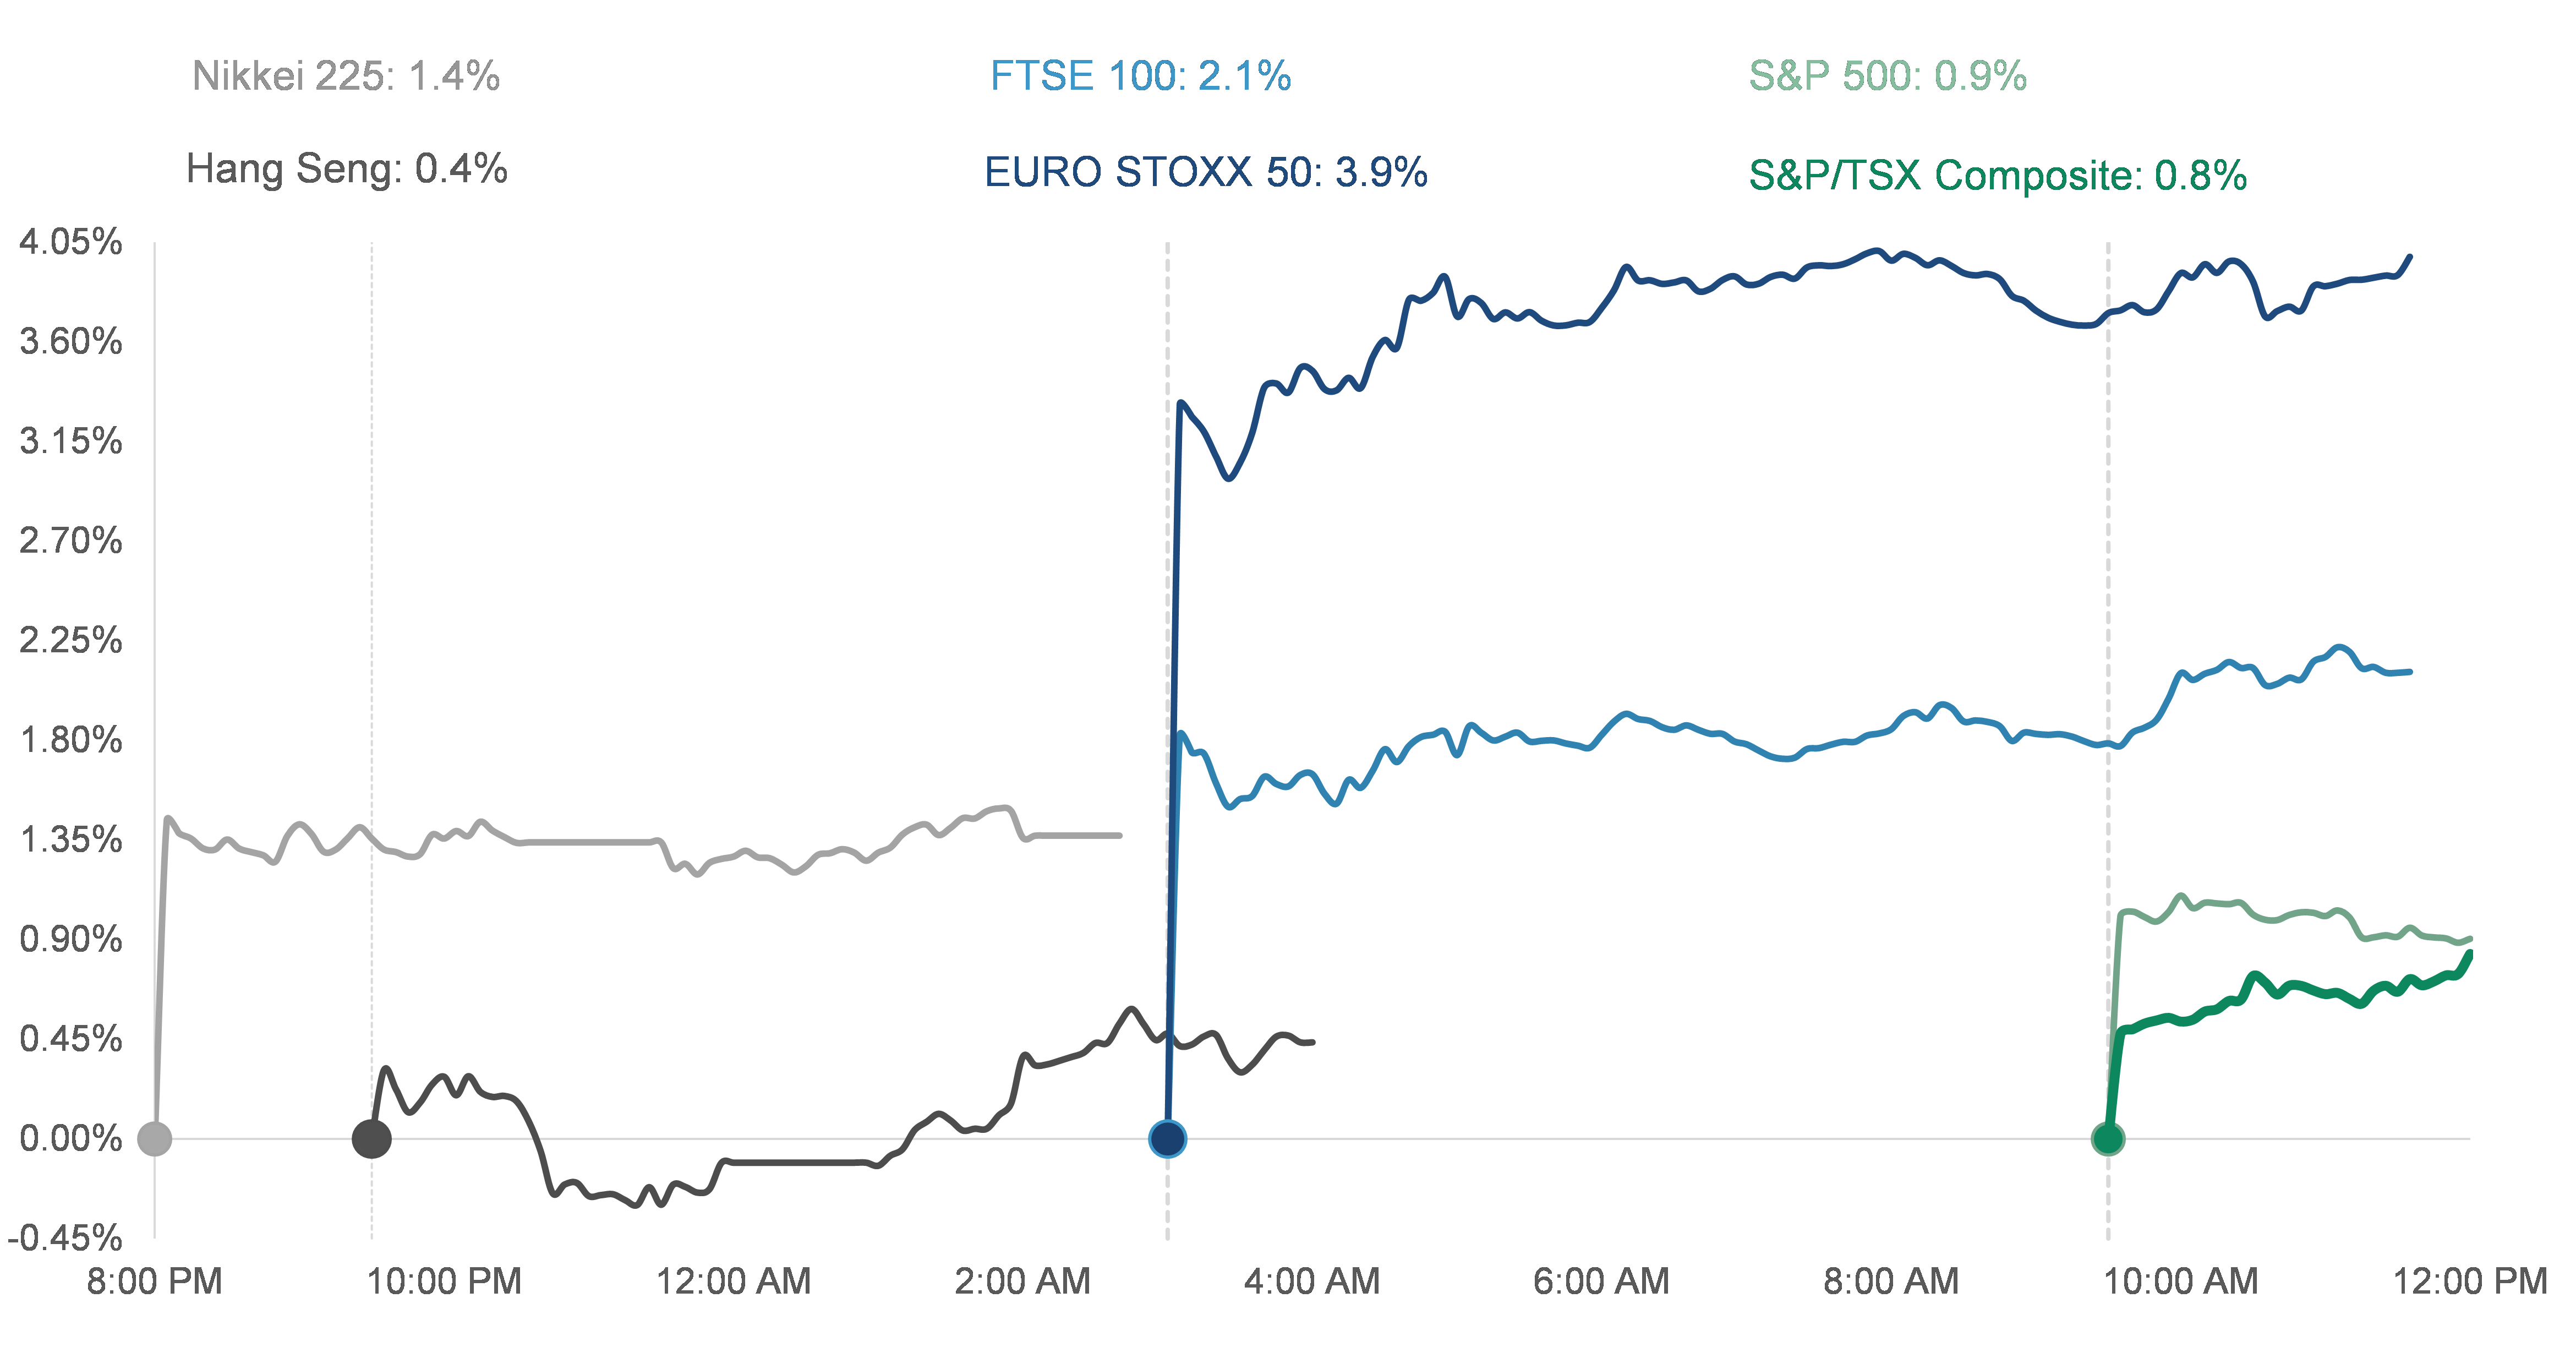 Nikkei 225: 1.4%
FTSE 100: 2.1%
S&P 500: 0.9%
Hang Seng: 0.4%
EURO STOXX 50: 3.9%
S&P/TSX Composite: 0.8%
4.05%
3.60%
3.15%
2.70%
2.25%
1.80%
1.35%
0.90%
0.45%
0.00%
-0.45%
8:00 PM 10:00 PM 12:00 AM 2:00 AM 4:00 AM 6:00 AM 8:00 AM 10:00 AM 12:00 PM